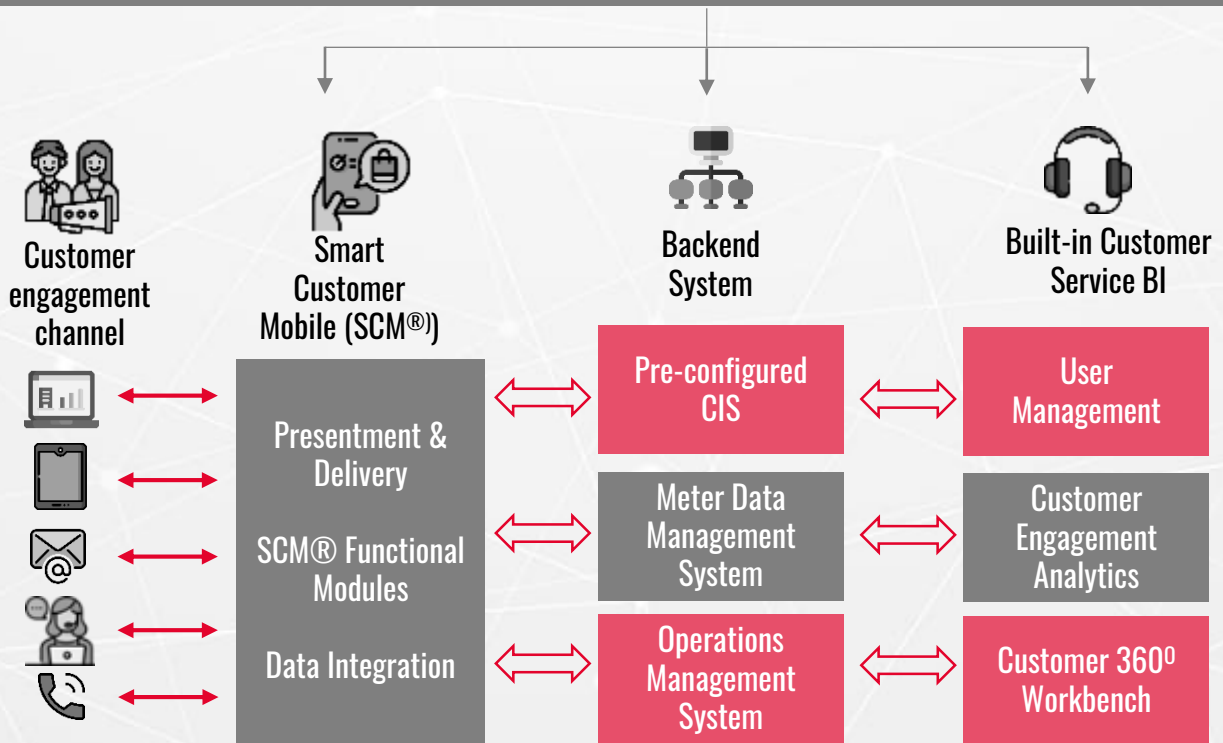 Customer
engagement
channel
Smart
Customer
Mobile (SCM®))
Backend
System
Built-in Customer
Service BI
Presentment &
Delivery
SCM® Functional
Modules
Data Integration
Pre-configured
CIS
Meter Data
Management
System
Operations
Management
System
User
Management
Customer
Engagement
Analytics
Customer 360⁰
Workbench